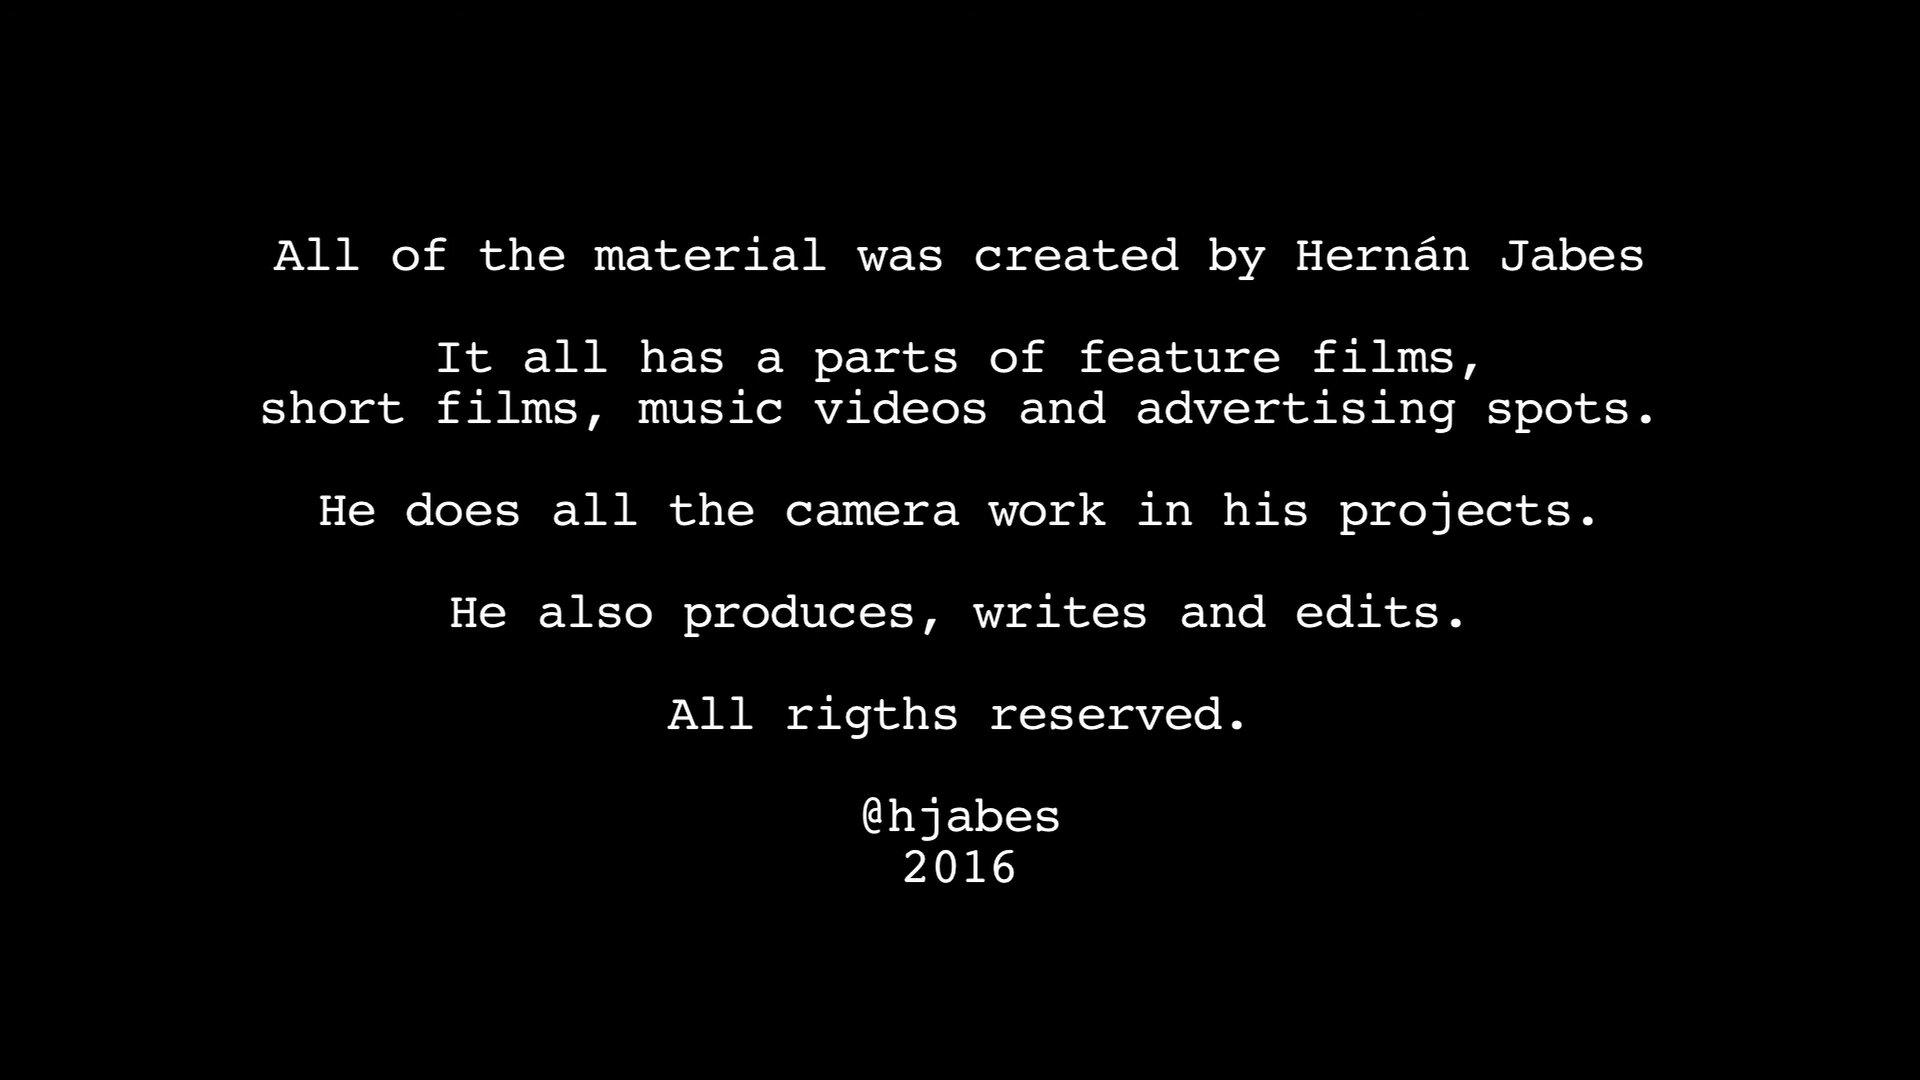 All of the material was created by Hernán Jabes
It all has a parts of feature films,
short films, music videos and advertising spots.
He does all the camera work in his projects.
He also produces, writes and edits.
All rigths reserved.
@hjabes
2016